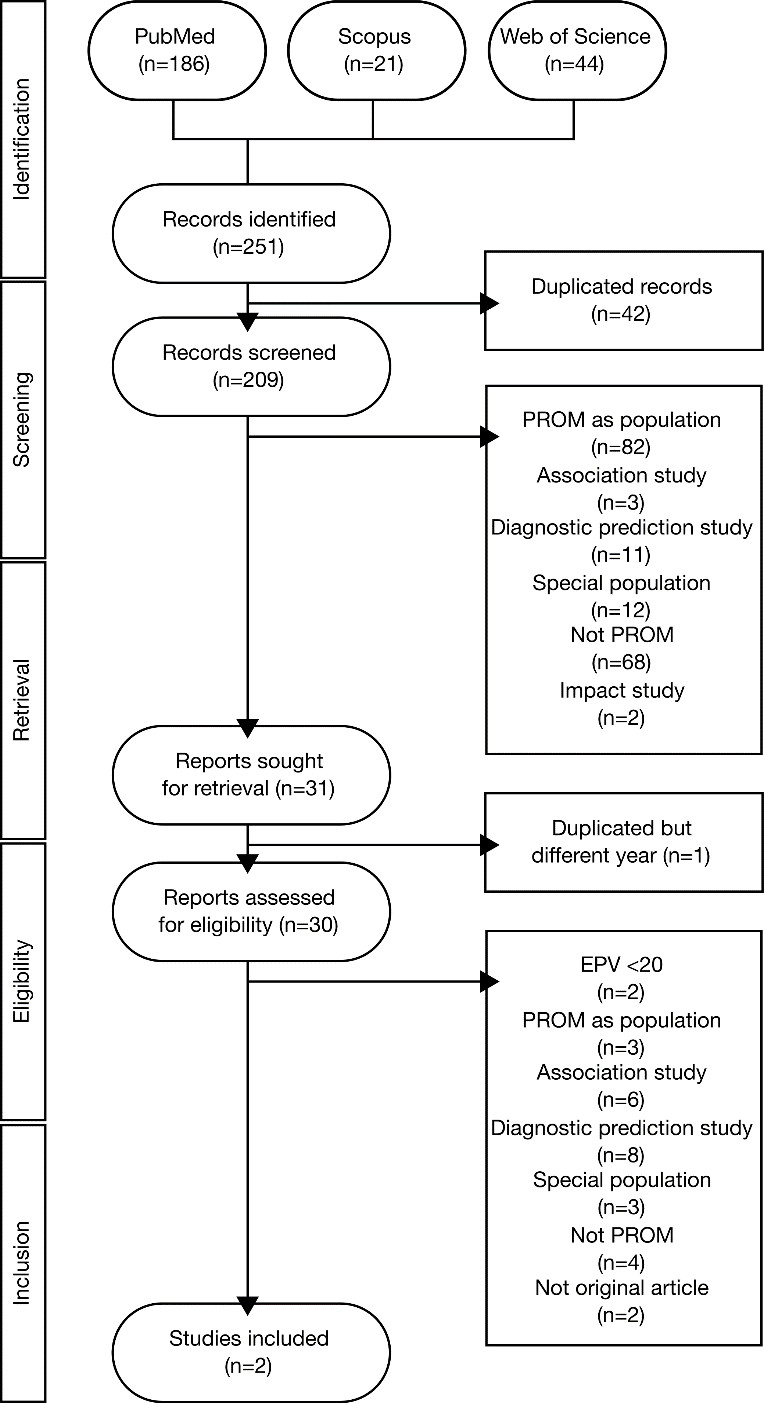 Identification
PubMed
(n=186)
Scopus
(n=21)
Web of Science
(n=44)
Records identified
(n=251)
Duplicated records
(n=42)
Screening
Records screened
(n=209)
PROM as population
(n=82)
Association study
(n=3)
Diagnostic prediction study
(n=11)
Special population
(n=12)
Not PROM
(n=68)
Impact study
(n=2)
Retrieval
Reports sought
for retrieval (n=31)
Duplicated but
different year (n=1)
Eligibility
Reports assessed
for eligibility (n=30)
EPV <20
(n=2)
PROM as population
(n=3)
Association study
(n=6)
Diagnostic prediction study
(n=8)
Special population
(n=3)
Not PROM
(n=4)
Not original article
(n=2)
Inclusion
Studies included
(n=2)